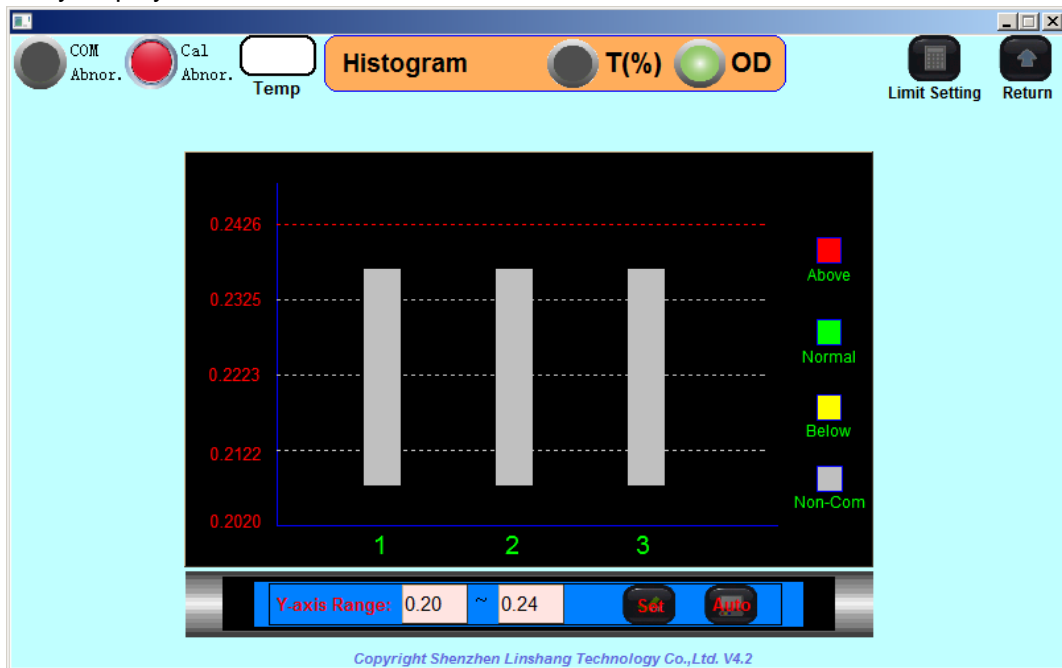 COM
Abnor.
Cal
Abnor.
Temp
Histogram
T(%)
OD
Limit Setting
Return
0.2426
0.2325
0.2223
0.2122
0.2020
1
2
3
Above
Normal
Below
Non-Com
Y-axis Range:
0.20
~
0.24
Set
Auto
Copyright Shenzhen Linshang Technology Co.,Ltd. V4.2